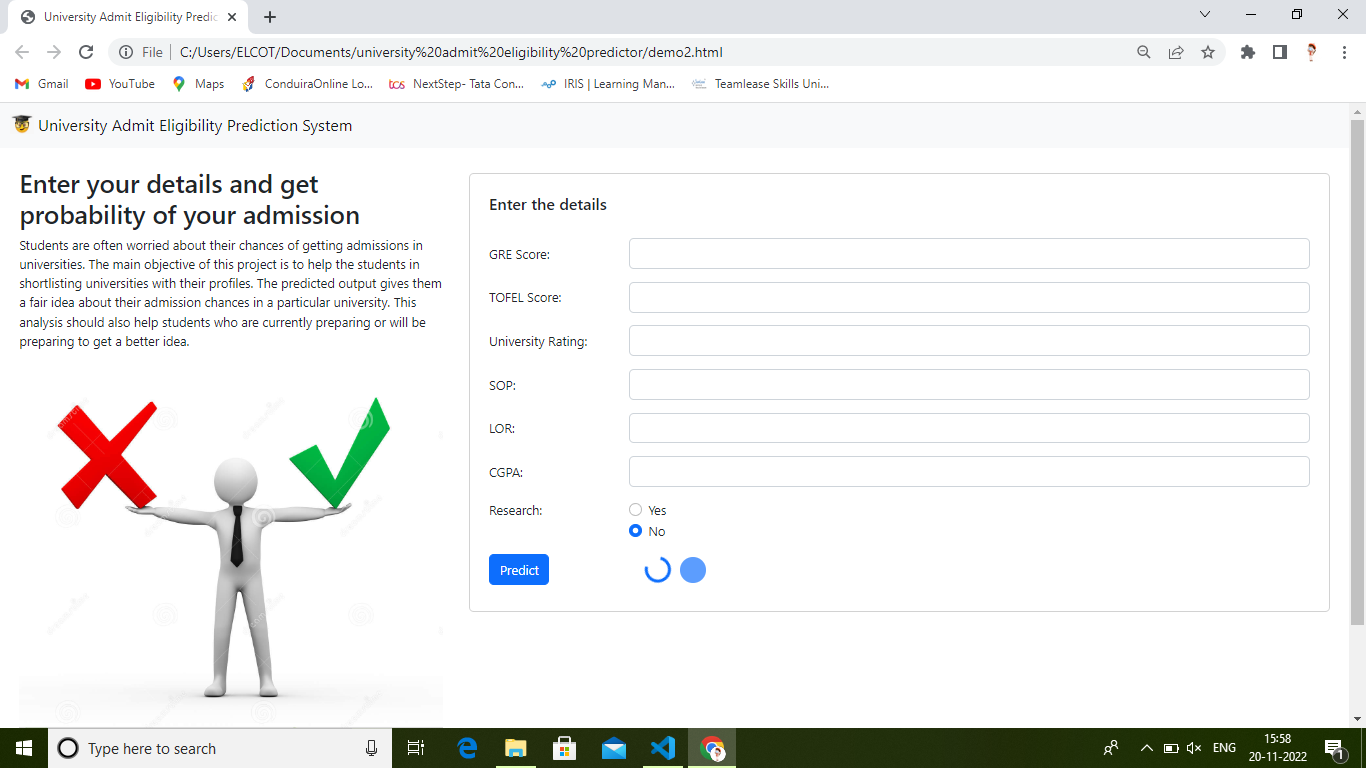 University Admit Eligibility Predic
File
C:/Users/ELCOT/Documents/university%20admit%20eligibility%20predictor/demo2.html
Gmail
YouTube
Maps
ConduiraOnline Lo...
tcs
NextStep- Tata Con...
IRIS | Learning Man...
Teamlease Skills Uni...
University Admit Eligibility Prediction System
Enter your details and get
probability of your admission
Students are often worried about their chances of getting admissions in
universities. The main objective of this project is to help the students in
shortlisting universities with their profiles. The predicted output gives them
a fair idea about their admission chances in a particular university. This
analysis should also help students who are currently preparing or will be
preparing to get a better idea.
Enter the details
GRE Score:
TOFEL Score:
University Rating:
SOP:
LOR:
CGPA:
Research:
Yes
No
Predict
Type here to search
ENG
15:58
20-11-2022
1